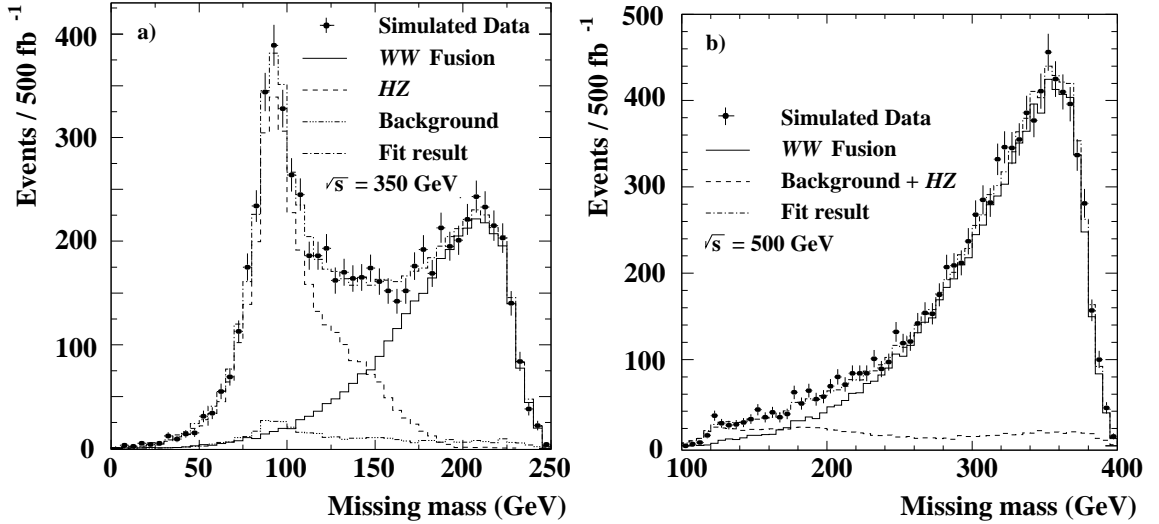 a)
Events / 500 fb -1
400
300
200
100
0
Simulated Data
WW Fusion
HZ
Background
Fit result
√s = 350 GeV
0 50 100 150 200 250
Missing mass (GeV)
b)
Events / 500 fb -1
500
400
300
200
100
0
Simulated Data
WW Fusion
Background + HZ
Fit result
√s = 500 GeV
100 200 300 400
Missing mass (GeV)